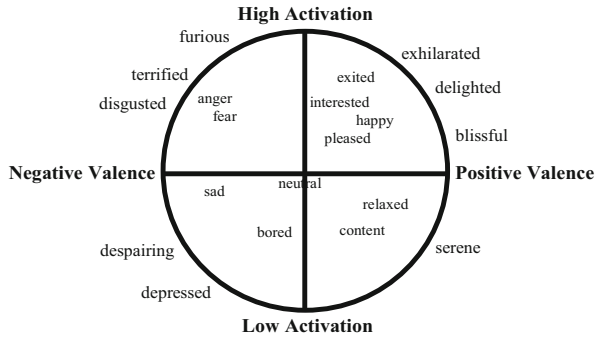 High Activation
furious
exhilarated
terrified
exited
delighted
disgusted
anger
interested
fear
happy
pleased
blissful
Negative Valence
Positive Valence
neutral
sad
relaxed
bored
content
despairing
serene
depressed
Low Activation